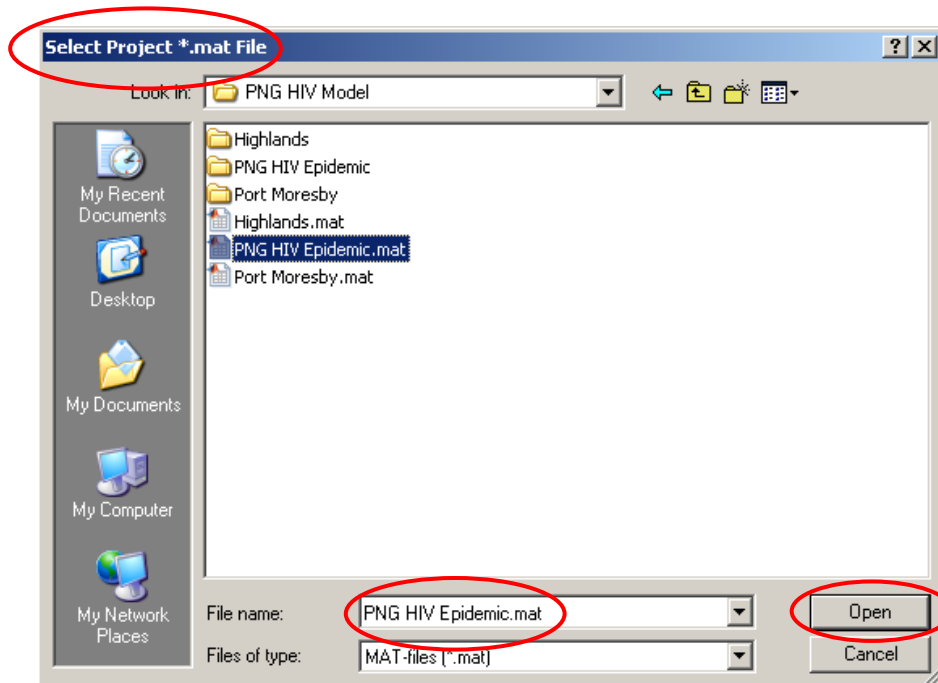 Select Project *.mat File
Look in:
PNG HIV Model
My Recent
Documents
Desktop
My Documents
My Computer
My Network
Places
Highlands
PNG HIV Epidemic
Port Moresby
Highlands.mat
PNG HIV Epidemic.mat
Port Moresby.mat
File name:
PNG HIV Epidemic.mat
Open
Files of type:
MAT-files (*.mat)
Cancel